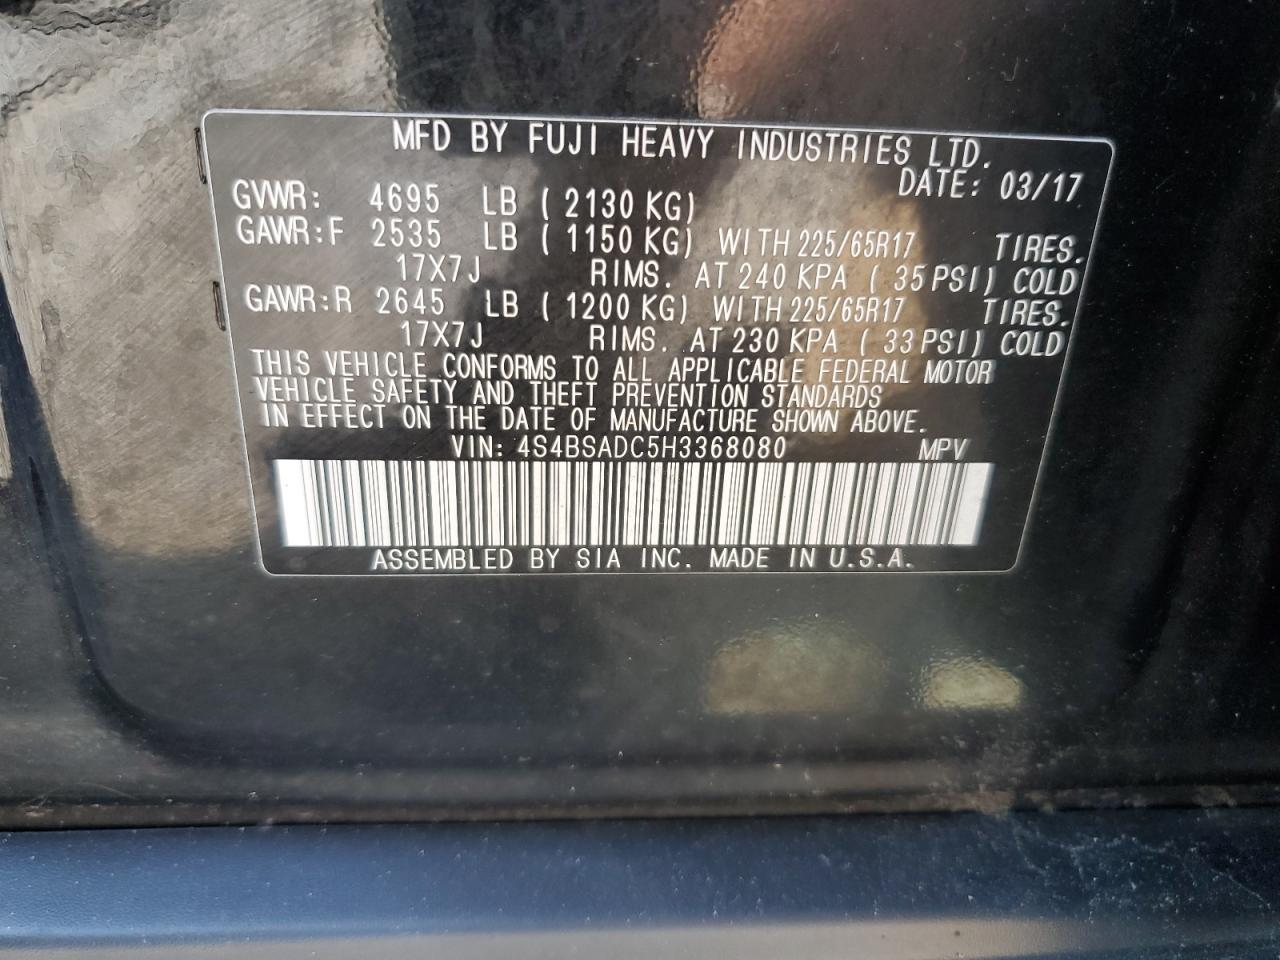 MFD BY FUJI HEAVY INDUSTRIES LTD.
DATE: 03/17
GVWR: 4695 LB ( 2130 KG)
GAWR:F 2535 LB ( 1150 KG) WITH 225/65R17 TIRES.
17X7J RIMS. AT 240 KPA ( 35 PSI) COLD
GAWR:R 2645 LB ( 1200 KG) WITH 225/65R17 TIRES.
17X7J RIMS. AT 230 KPA ( 33 PSI) COLD
THIS VEHICLE CONFORMS TO ALL APPLICABLE FEDERAL MOTOR
VEHICLE SAFETY AND THEFT PREVENTION STANDARDS
IN EFFECT ON THE DATE OF MANUFACTURE SHOWN ABOVE.
VIN: 4S4BSADC5H3368080 MPV
ASSEMBLED BY SIA INC. MADE IN U.S.A.